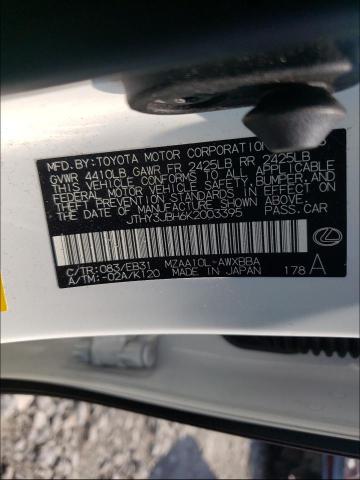 MFD.BY:TOYOTA MOTOR CORPORATION
GVWR 4410LB GAWR FR 2425LB RR 2425LB
THIS VEHICLE CONFORMS TO ALL APPLICABLE
FEDERAL MOTOR VEHICLE SAFETY, BUMPER, AND
THEFT PREVENTION STANDARDS IN EFFECT ON
THE DATE OF MANUFACTURE SHOWN ABOVE.
JTHY3JBH6K2003395 PASS. CAR
C/TR:083/EB31 MZAA10L-AWXBBA
A/TM:-02A/K120 MADE IN JAPAN 178 A